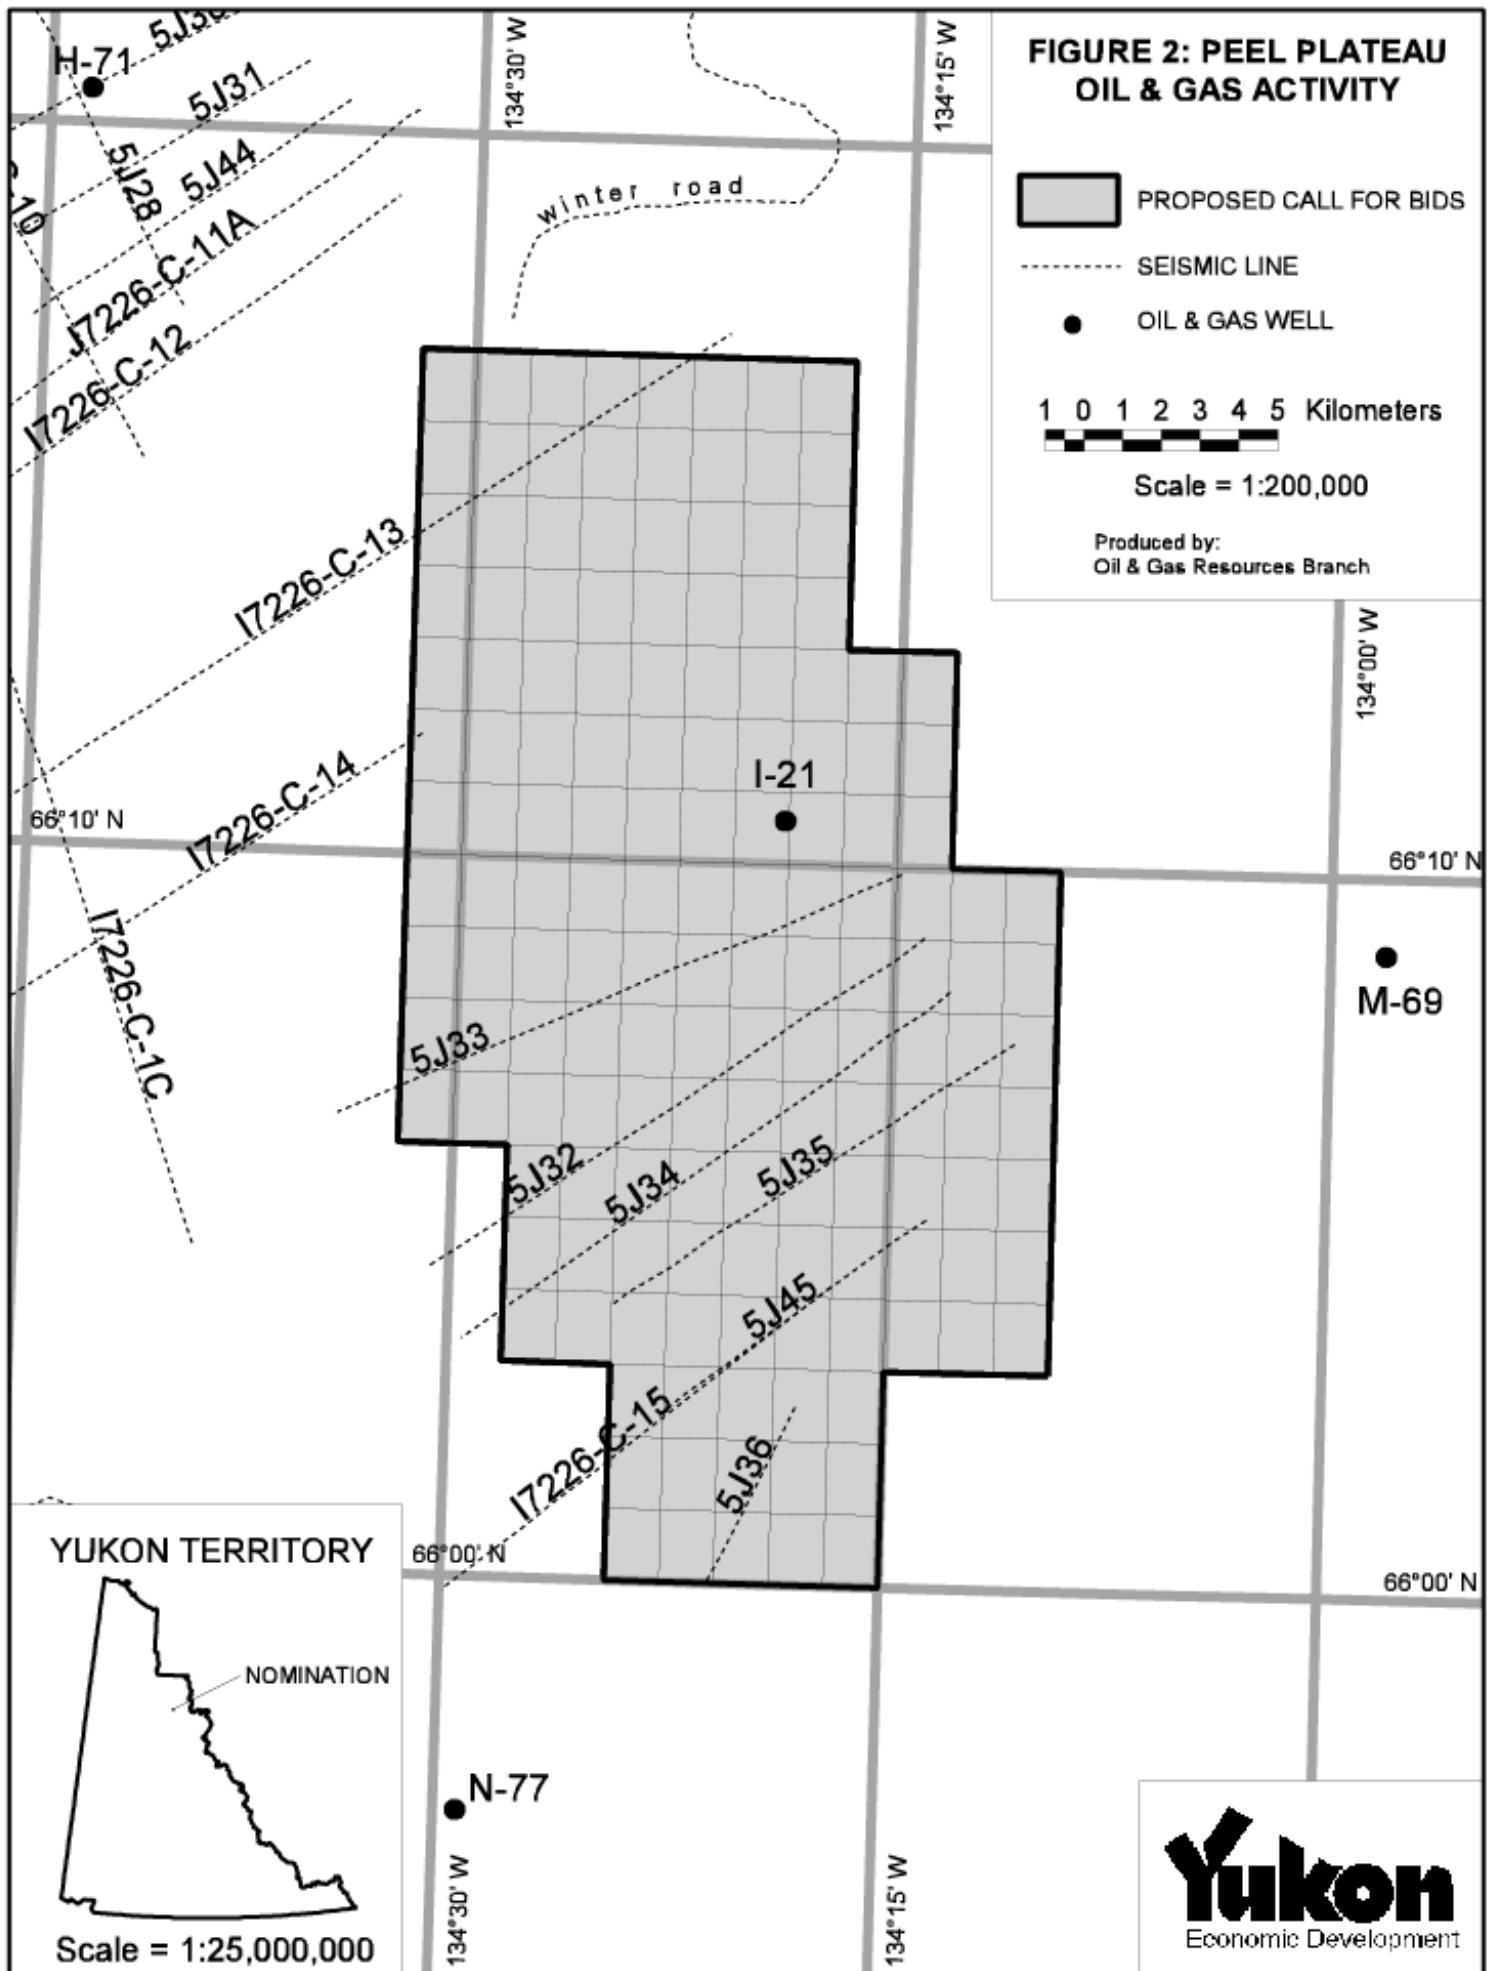 FIGURE 2: PEEL PLATEAU
OIL & GAS ACTIVITY
PROPOSED CALL FOR BIDS
SEISMIC LINE
OIL & GAS WELL
1 0 1 2 3 4 5 Kilometers
Scale = 1:200,000
Produced by:
Oil & Gas Resources Branch
134°30' W
134°15' W
H-71
5J31
5J28
5J44
J7226-C-11A
I7226-C-12
winter road
I7226-C-13
134°00' W
I7226-C-14
I-21
66°10' N
66°10' N
I7226-C-1C
M-69
5J33
5J32
5J34
5J35
5J45
I7226-C-15
5J36
66°00' N
66°00' N
YUKON TERRITORY
NOMINATION
Scale = 1:25,000,000
N-77
134°30' W
134°15' W
Yukon
Economic Development